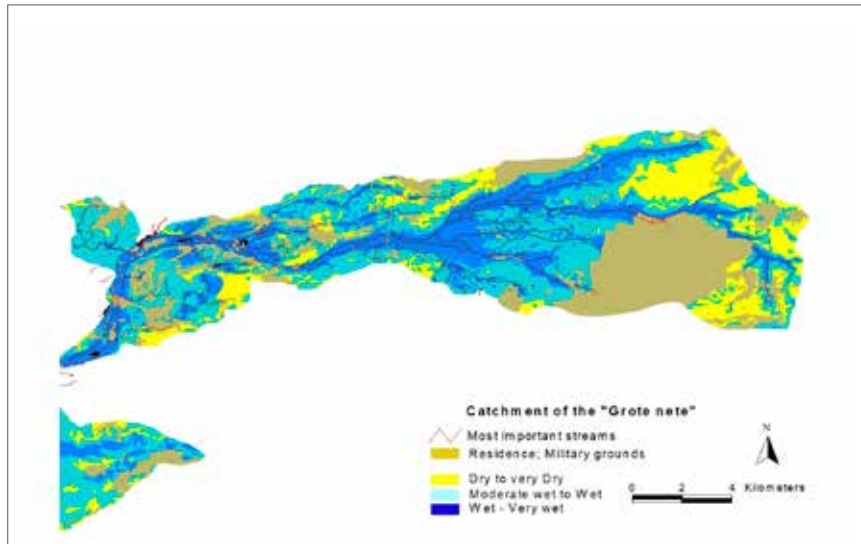 Catchment of the "Grote nete"
Most important streams
Residence; Military grounds
Dry to very Dry
Moderate wet to Wet
Wet - Very wet
N
0 2 4 Kilometers